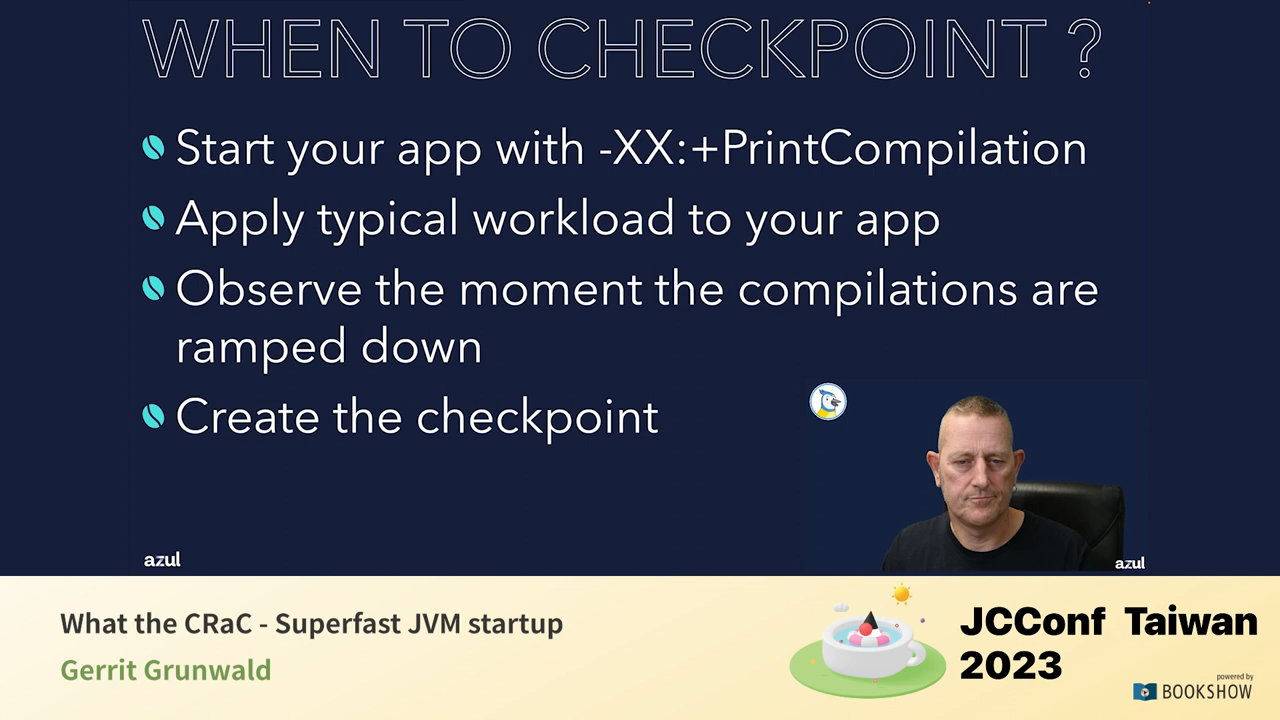 WHEN TO CHECKPOINT ?
Start your app with -XX:+PrintCompilation
Apply typical workload to your app
Observe the moment the compilations are
ramped down
Create the checkpoint
azul
azul
What the CRaC - Superfast JVM startup
Gerrit Grunwald
JCConf Taiwan
2023
powered by
BOOKSHOW